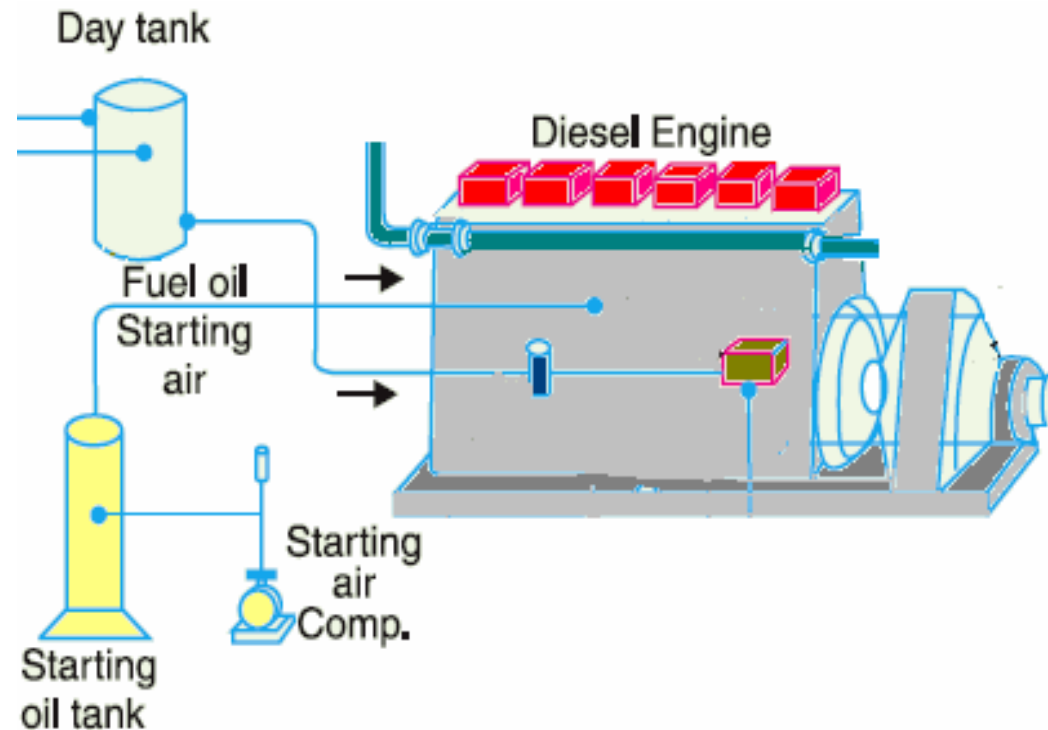 Day tank
Diesel Engine
Fuel oil
Starting
air
Starting
air
Comp.
Starting
oil tank